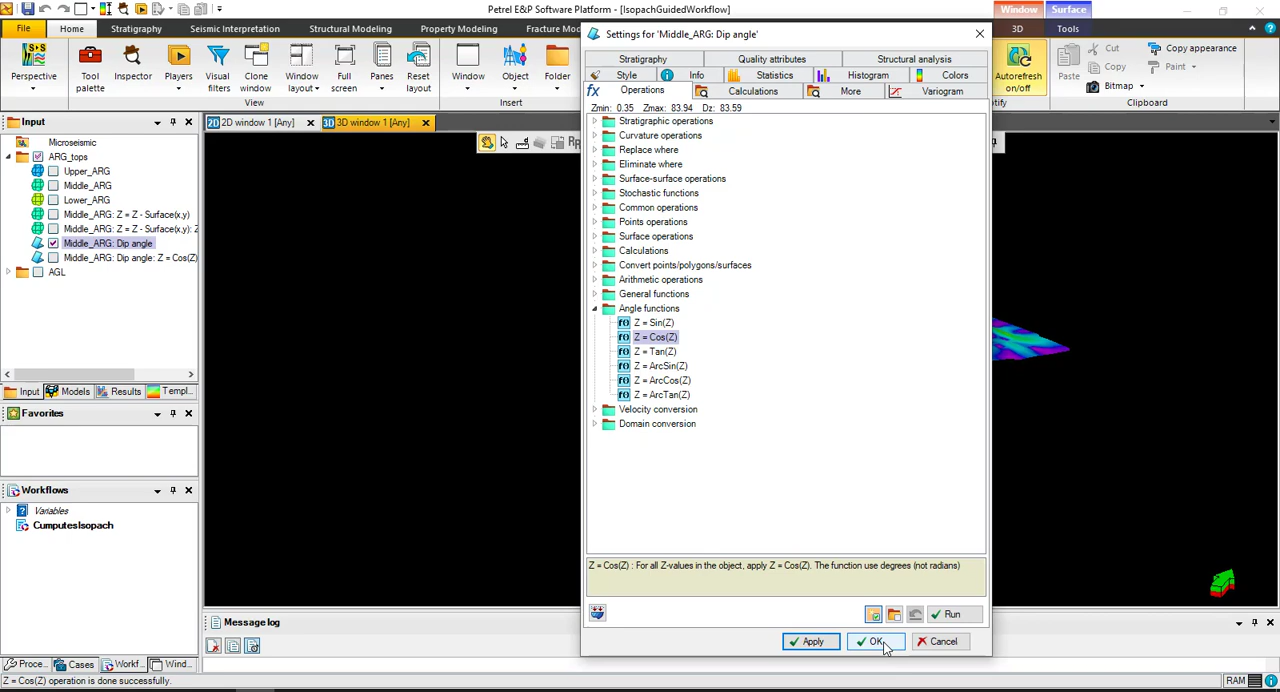 Petrel E&P Software Platform - [IsopachGuidedWorkflow]
Window
Surface
File
Home
Stratigraphy
Seismic Interpretation
Structural Modeling
Property Modeling
Fracture Mod
3D
Tools
Perspective
Tool palette
Inspector
Players
Visual filters
Clone window
Window Layout
Full screen
Panes
Reset layout
Window
Object
Folder
View
Insert
Autorefresh on/off
Paste
Cut
Copy
Bitmap
Copy appearance
Paint
Clipboard
Input
Microseismic
ARG_tops
Upper_ARG
Middle_ARG
Lower_ARG
Middle_ARG: Z = Z - Surface(x,y)
Middle_ARG: Z = Z - Surface(x,y): Z
Middle_ARG: Dip angle
Middle_ARG: Dip angle: Z = Cos(Z)
AGL
Input
Models
Results
Templ...
Favorites
Workflows
Variables
CumputesIsopach
Proce...
Cases
Workf...
Wind...
2D window 1 [Any]
3D window 1 [Any]
Settings for 'Middle_ARG: Dip angle'
Stratigraphy
Quality attributes
Structural analysis
Style
Info
Statistics
Histogram
Colors
Operations
Calculations
More
Variogram
Zmin: 0.35 Zmax: 83.94 Dz: 83.59
Stratigraphic operations
Curvature operations
Replace where
Eliminate where
Surface-surface operations
Stochastic functions
Common operations
Points operations
Surface operations
Calculations
Convert points/polygons/surfaces
Arithmetic operations
General functions
Angle functions
Z = Sin(Z)
Z = Cos(Z)
Z = Tan(Z)
Z = ArcSin(Z)
Z = ArcCos(Z)
Z = ArcTan(Z)
Velocity conversion
Domain conversion
Z = Cos(Z) : For all Z-values in the object, apply Z = Cos(Z). The function use degrees (not radians)
Run
Apply
OK
Cancel
Message log
Z = Cos(Z) operation is done successfully.
RAM